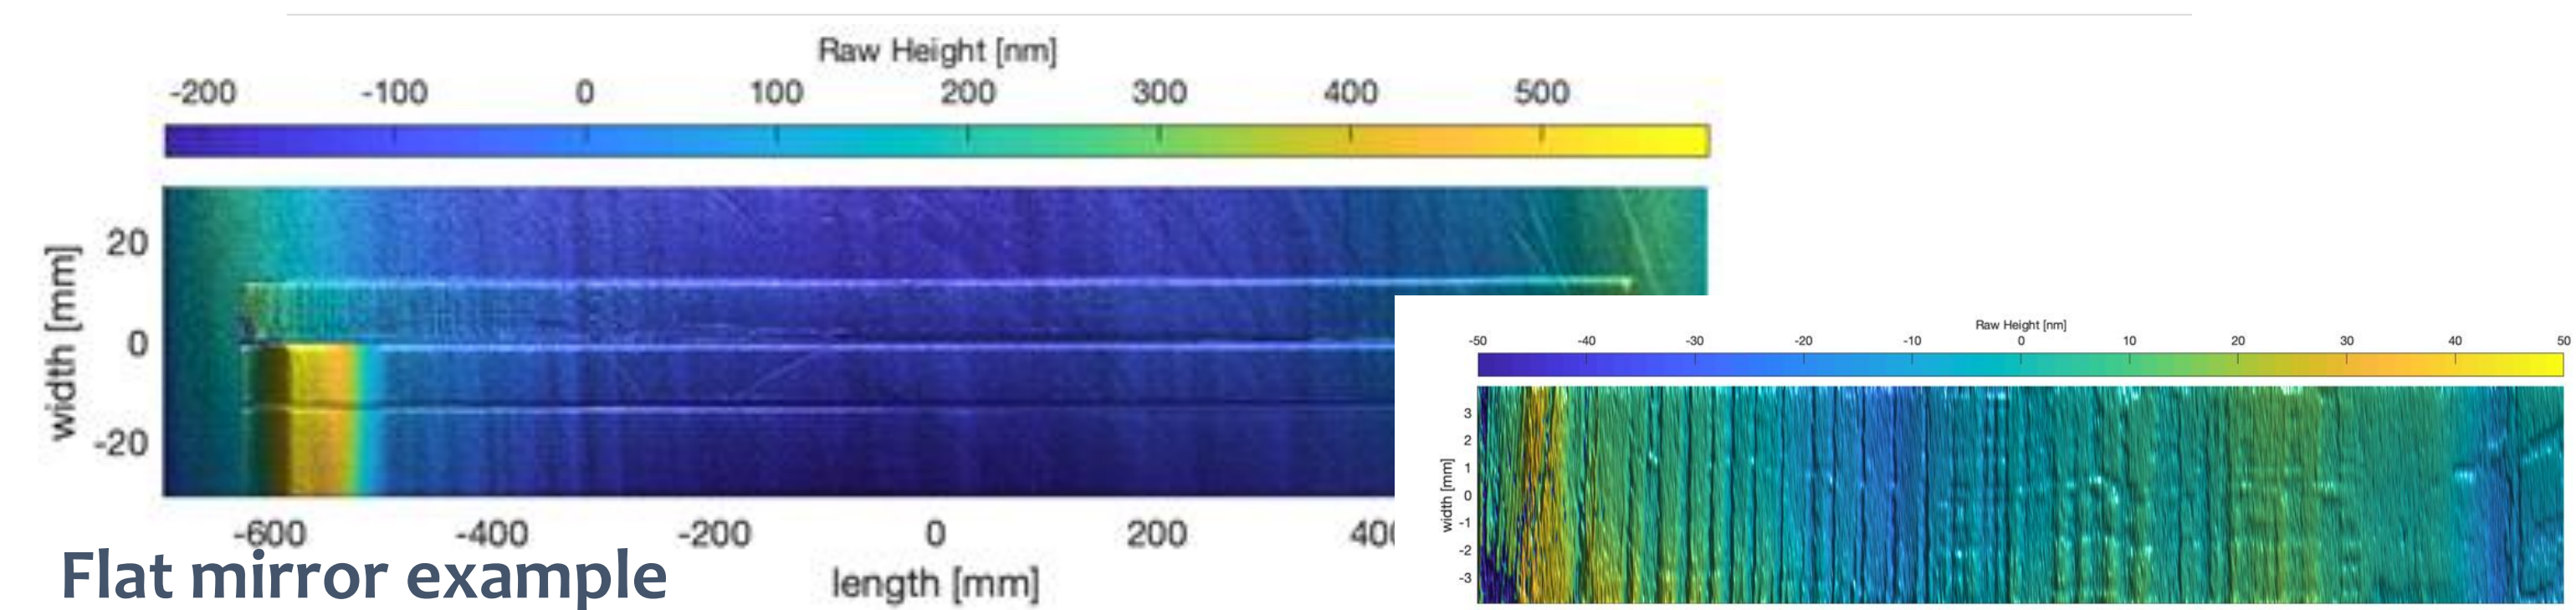 Raw Height [nm]
-200 -100 0 100 200 300 400 500
width [mm]
20
0
-20
-600 -400 -200 0 200
length [mm]
Flat mirror example
Raw Height [nm]
-50 -40 -30 -20 -10 0 10 20 30 40 50
width [mm]
3
2
1
0
-1
-2
-3